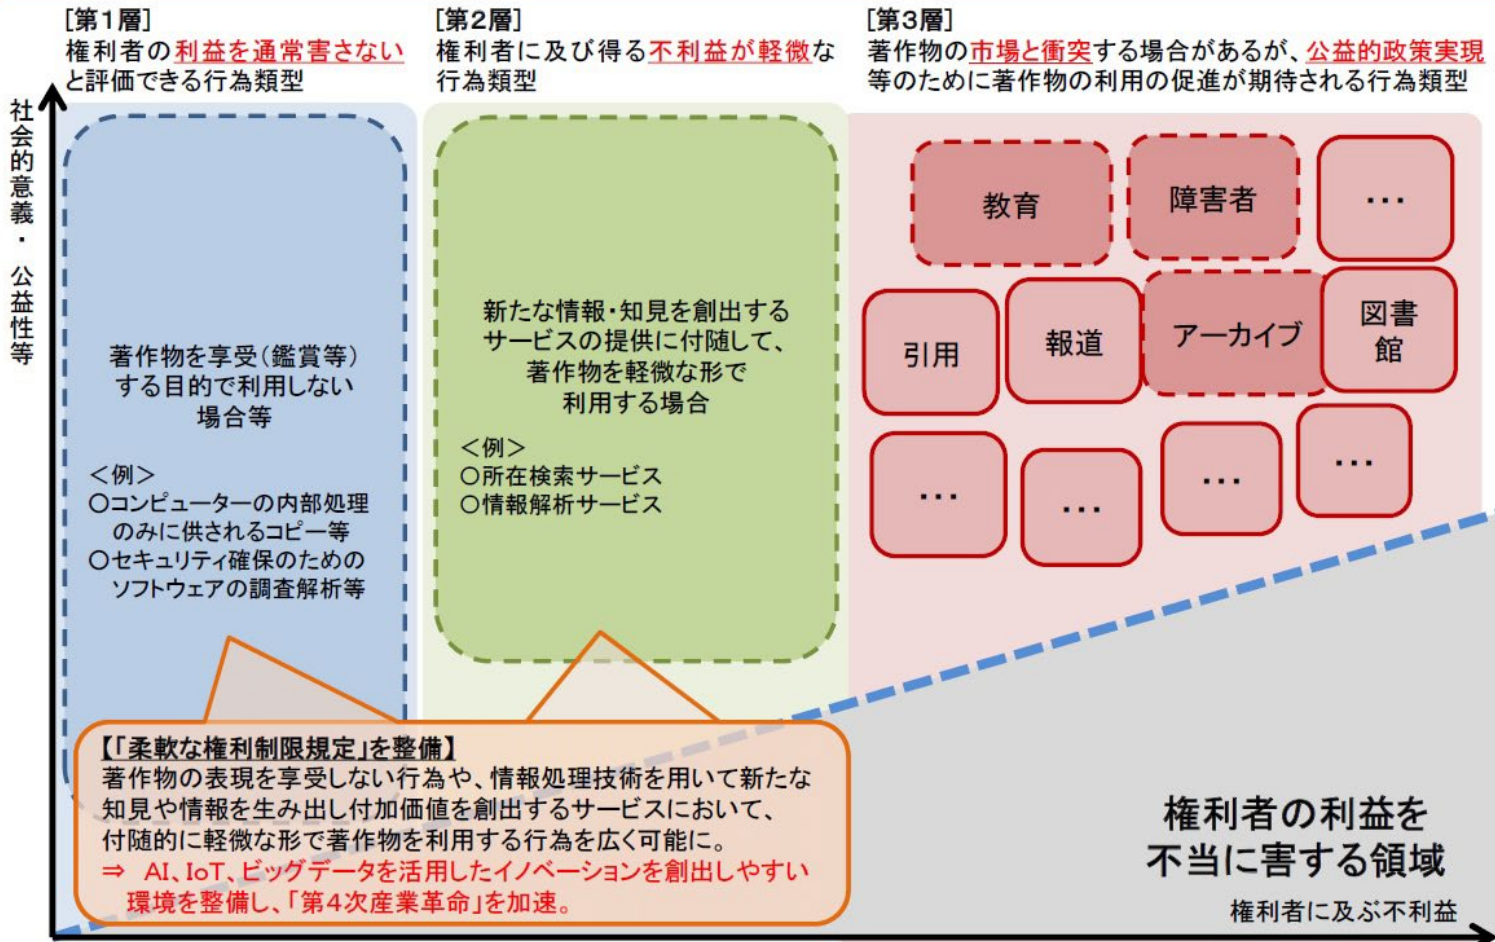 [第1層]
権利者の利益を通常害さない
と評価できる行為類型
[第2層]
権利者に及び得る不利益が軽微な
行為類型
[第3層]
著作物の市場と衝突する場合があるが、公益的政策実現
等のために著作物の利用の促進が期待される行為類型
社会的意義・公益性等
著作物を享受(鑑賞等)
する目的で利用しない
場合等
<例>
○コンピューターの内部処理
のみに供されるコピー等
○セキュリティ確保のための
ソフトウェアの調査解析等
新たな情報・知見を創出する
サービスの提供に付随して、
著作物を軽微な形で
利用する場合
<例>
○所在検索サービス
○情報解析サービス
教育
障害者
・・・
引用
報道
アーカイブ
図書
館
・・・
・・・
・・・
・・・
【「柔軟な権利制限規定」を整備】
著作物の表現を享受しない行為や、情報処理技術を用いて新たな
知見や情報を生み出し付加価値を創出するサービスにおいて、
付随的に軽微な形で著作物を利用する行為を広く可能に。
⇒ AI、IoT、ビッグデータを活用したイノベーションを創出しやすい
環境を整備し、「第4次産業革命」を加速。
権利者の利益を
不当に害する領域
権利者に及ぶ不利益